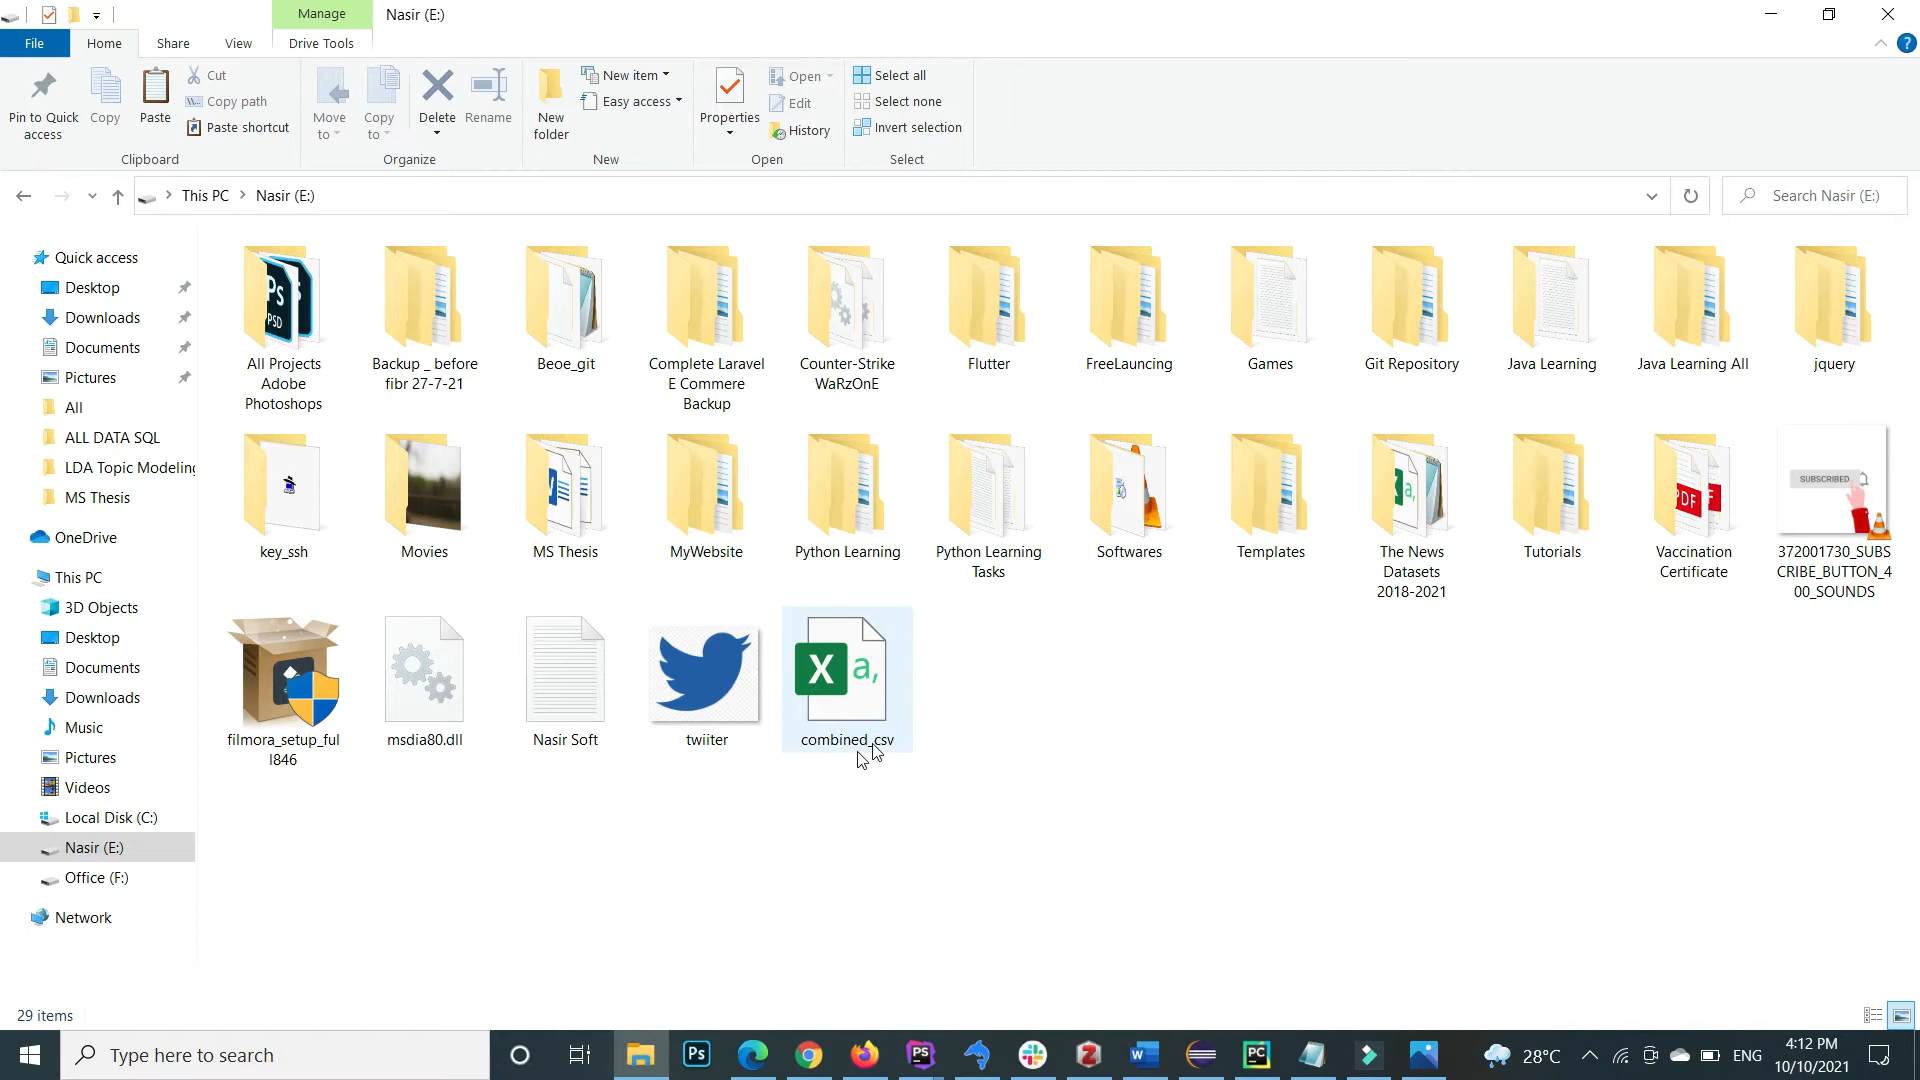 Manage
Nasir (E:)
File
Home
Share
View
Drive Tools
Pin to Quick
access
Copy
Paste
Cut
Copy path
Paste shortcut
Clipboard
Move
to
Copy
to
Delete
Rename
Organize
New
folder
New item
Easy access
New
Properties
Open
Edit
History
Open
Select all
Select none
Invert selection
Select
This PC
Nasir (E:)
Search Nasir (E:)
Quick access
Desktop
Downloads
Documents
Pictures
All
ALL DATA SQL
LDA Topic Modeling
MS Thesis
OneDrive
This PC
3D Objects
Desktop
Documents
Downloads
Music
Pictures
Videos
Local Disk (C:)
Nasir (E:)
Office (F:)
Network
All Projects
Adobe
Photoshops
Backup _ before
fibr 27-7-21
Beoe_git
Complete Laravel
E Commere
Backup
Counter-Strike
WaRzOnE
Flutter
FreeLauncing
Games
Git Repository
Java Learning
Java Learning All
jquery
key_ssh
Movies
MS Thesis
MyWebsite
Python Learning
Python Learning
Tasks
Softwares
Templates
The News
Datasets
2018-2021
Tutorials
Vaccination
Certificate
SUBSCRIBED
372001730_SUBS
CRIBE_BUTTON_4
00_SOUNDS
filmora_setup_ful
l846
msdia80.dll
Nasir Soft
twiiter
combined_csv
29 items
Type here to search
28°C
ENG
4:12 PM
10/10/2021